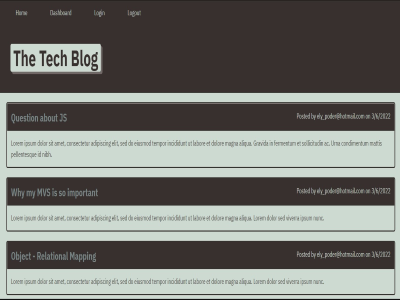 Home Dashboard Login Logout
The Tech Blog
Question about JS
Posted by ely_poder@hotmail.com on 3/6/2022
Lorem ipsum dolor sit amet, consectetur adipiscing elit, sed do eiusmod tempor incididunt ut labore et dolore magna aliqua. Gravida in fermentum et sollicitudin ac. Urna condimentum mattis
pellentesque id nibh.
Why my MVS is so important
Posted by ely_poder@hotmail.com on 3/6/2022
Lorem ipsum dolor sit amet, consectetur adipiscing elit, sed do eiusmod tempor incididunt ut labore et dolore magna aliqua. Lorem dolor sed viverra ipsum nunc.
Object - Relational Mapping
Posted by ely_poder@hotmail.com on 3/6/2022
Lorem ipsum dolor sit amet, consectetur adipiscing elit, sed do eiusmod tempor incididunt ut labore et dolore magna aliqua. Lorem dolor sed viverra ipsum nunc.